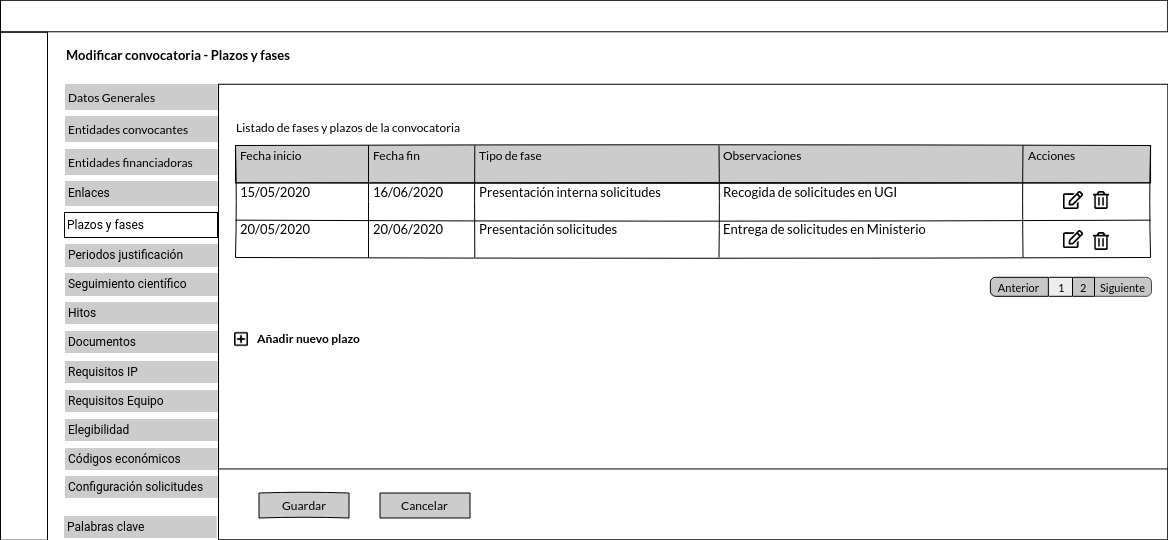 Modificar convocatoria - Plazos y fases
Datos Generales
Entidades convocantes
Entidades financiadoras
Enlaces
Plazos y fases
Periodos justificación
Seguimiento científico
Hitos
Documentos
Requisitos IP
Requisitos Equipo
Elegibilidad
Códigos económicos
Configuración solicitudes
Palabras clave
Listado de fases y plazos de la convocatoria
Fecha inicio Fecha fin Tipo de fase Observaciones Acciones
15/05/2020 16/06/2020 Presentación interna solicitudes Recogida de solicitudes en UGI
20/05/2020 20/06/2020 Presentación solicitudes Entrega de solicitudes en Ministerio
Anterior 1 2 Siguiente
Añadir nuevo plazo
Guardar Cancelar